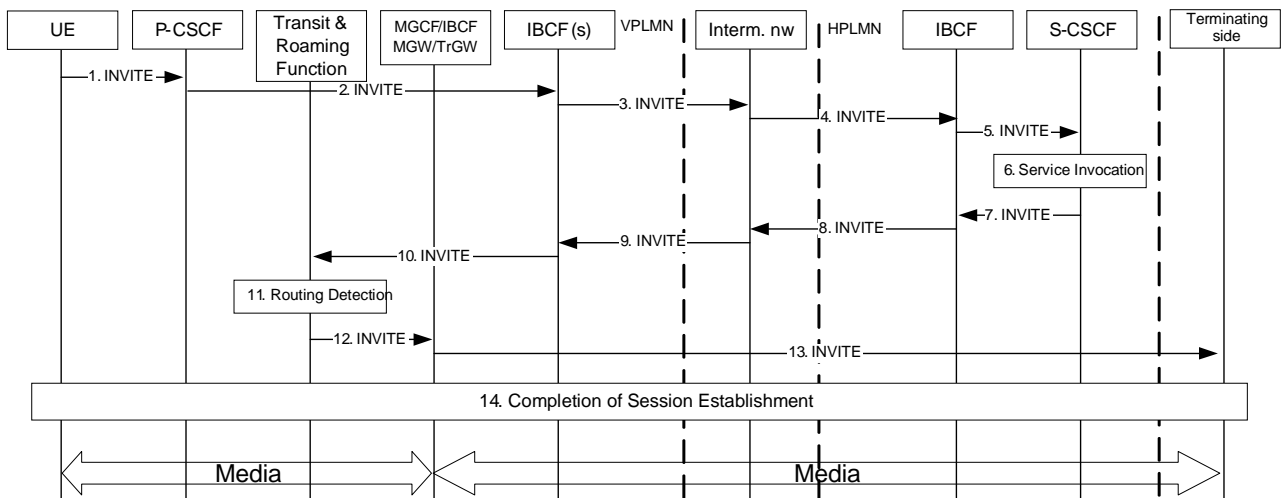 UE
P-CSCF
Transit &
Roaming
Function
MGCF/IBCF
MGW/TrGW
IBCF (s)
VPLMN
Interm. nw
HPLMN
IBCF
S-CSCF
Terminating
side
1. INVITE
2. INVITE
3. INVITE
4. INVITE
5. INVITE
6. Service Invocation
7. INVITE
8. INVITE
9. INVITE
10. INVITE
11. Routing Detection
12. INVITE
13. INVITE
14. Completion of Session Establishment
Media
Media